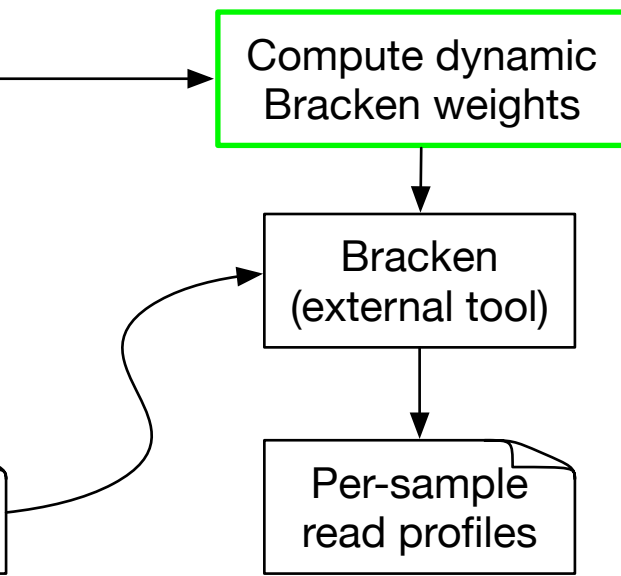 Compute dynamic
Bracken weights
Bracken
(external tool)
Per-sample
read profiles